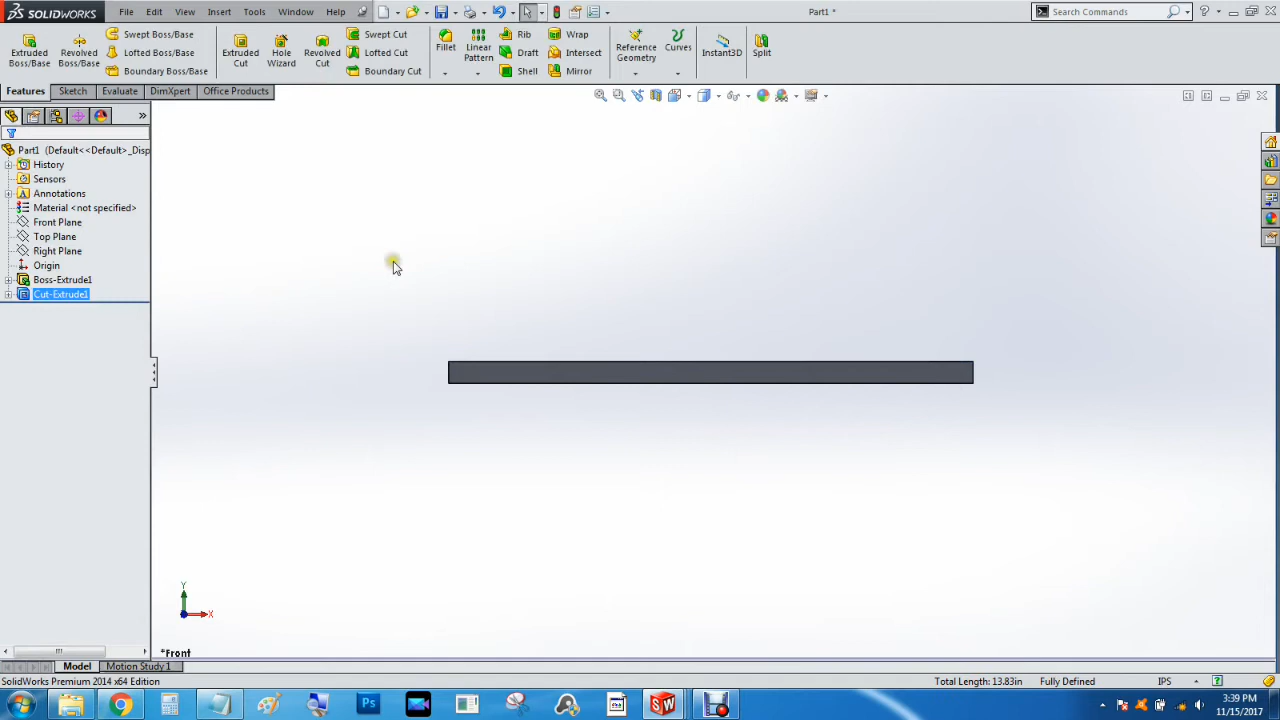 SOLIDWORKS File Edit View Insert Tools Window Help Part1 * Search Commands
Extruded Boss/Base Revolved Boss/Base Swept Boss/Base Lofted Boss/Base Boundary Boss/Base Extruded Cut Hole Wizard Revolved Cut Swept Cut Lofted Cut Boundary Cut Fillet Linear Pattern Rib Draft Shell Wrap Intersect Mirror Reference Geometry Curves Instant3D Split
Features Sketch Evaluate DimXpert Office Products
Part1 (Default<<Default>_Disp
History
Sensors
Annotations
Material <not specified>
Front Plane
Top Plane
Right Plane
Origin
Boss-Extrude1
Cut-Extrude1
Y
X
*Front
Model Motion Study 1
SolidWorks Premium 2014 x64 Edition Total Length: 13.83in Fully Defined IPS
3:39 PM
11/15/2017